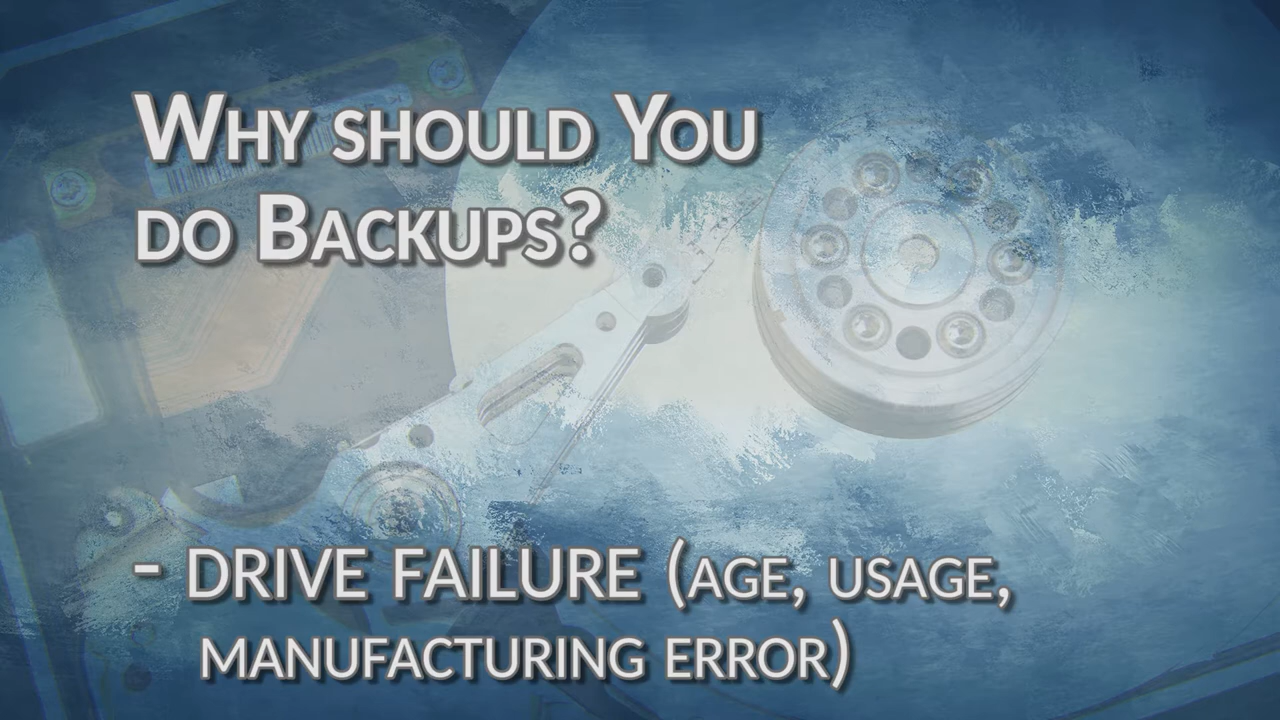 Why should You
do Backups?
- DRIVE FAILURE (AGE, USAGE,
MANUFACTURING ERROR)